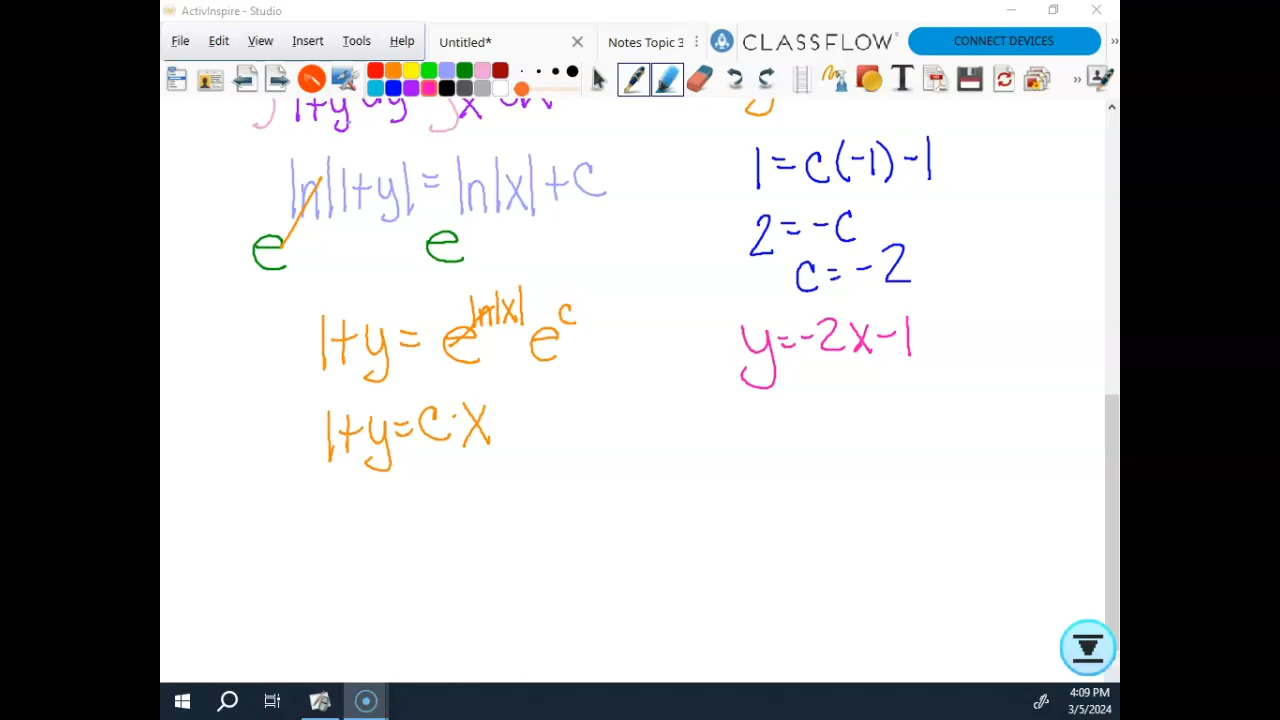 ActivInspire - Studio
File Edit View Insert Tools Help
Untitled*
Notes Topic 3
CLASSFLOW
CONNECT DEVICES
ln|1+y| = ln|x| + C
e e
1+y = e^ln|x| e^c
1+y = C·X
1 = C(-1) -1
2 = -C
C = -2
y = -2x -1
4:09 PM
3/5/2024